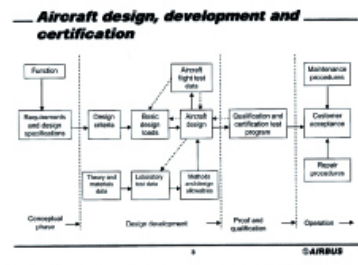 Aircraft design, development and
certification
Function
Requirements
and design
specifications
Design
criteria
Basic
design
loads
Aircraft
flight test
data
Aircraft
design
Qualification and
certification test
program
Maintenance
procedures
Customer
acceptance
Repair
procedures
Theory and
materials
data
Laboratory
test data
Methods
and design
allowables
Conceptual
phase
Design development
Proof and
qualification
Operation
AIRBUS